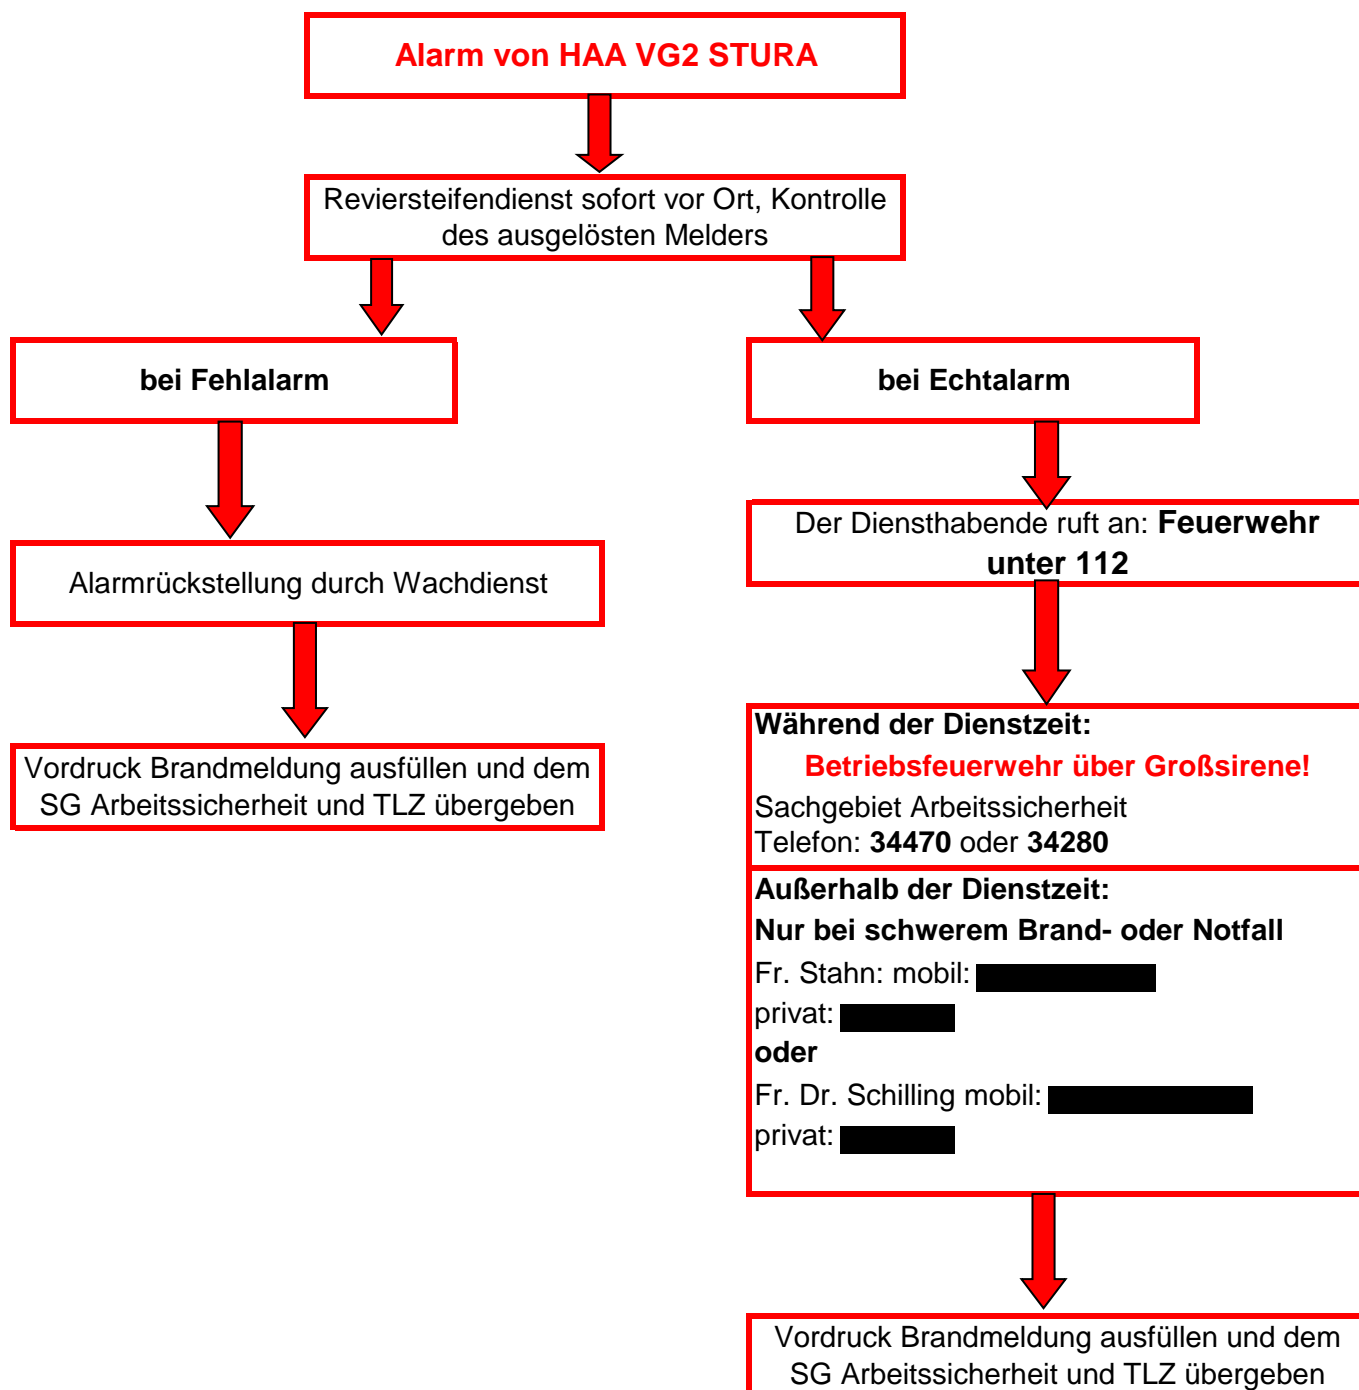 Alarm von HAA VG2 STURA
Reviersteifendienst sofort vor Ort, Kontrolle
des ausgelösten Melders
bei Fehlalarm
Alarmrückstellung durch Wachdienst
Vordruck Brandmeldung ausfüllen und dem
SG Arbeitssicherheit und TLZ übergeben
bei Echtalarm
Der Diensthabende ruft an: Feuerwehr
unter 112
Während der Dienstzeit:
Betriebsfeuerwehr über Großsirene!
Sachgebiet Arbeitssicherheit
Telefon: 34470 oder 34280
Außerhalb der Dienstzeit:
Nur bei schwerem Brand- oder Notfall
Fr. Stahn: mobil:
privat:
oder
Fr. Dr. Schilling mobil:
privat:
Vordruck Brandmeldung ausfüllen und dem
SG Arbeitssicherheit und TLZ übergeben